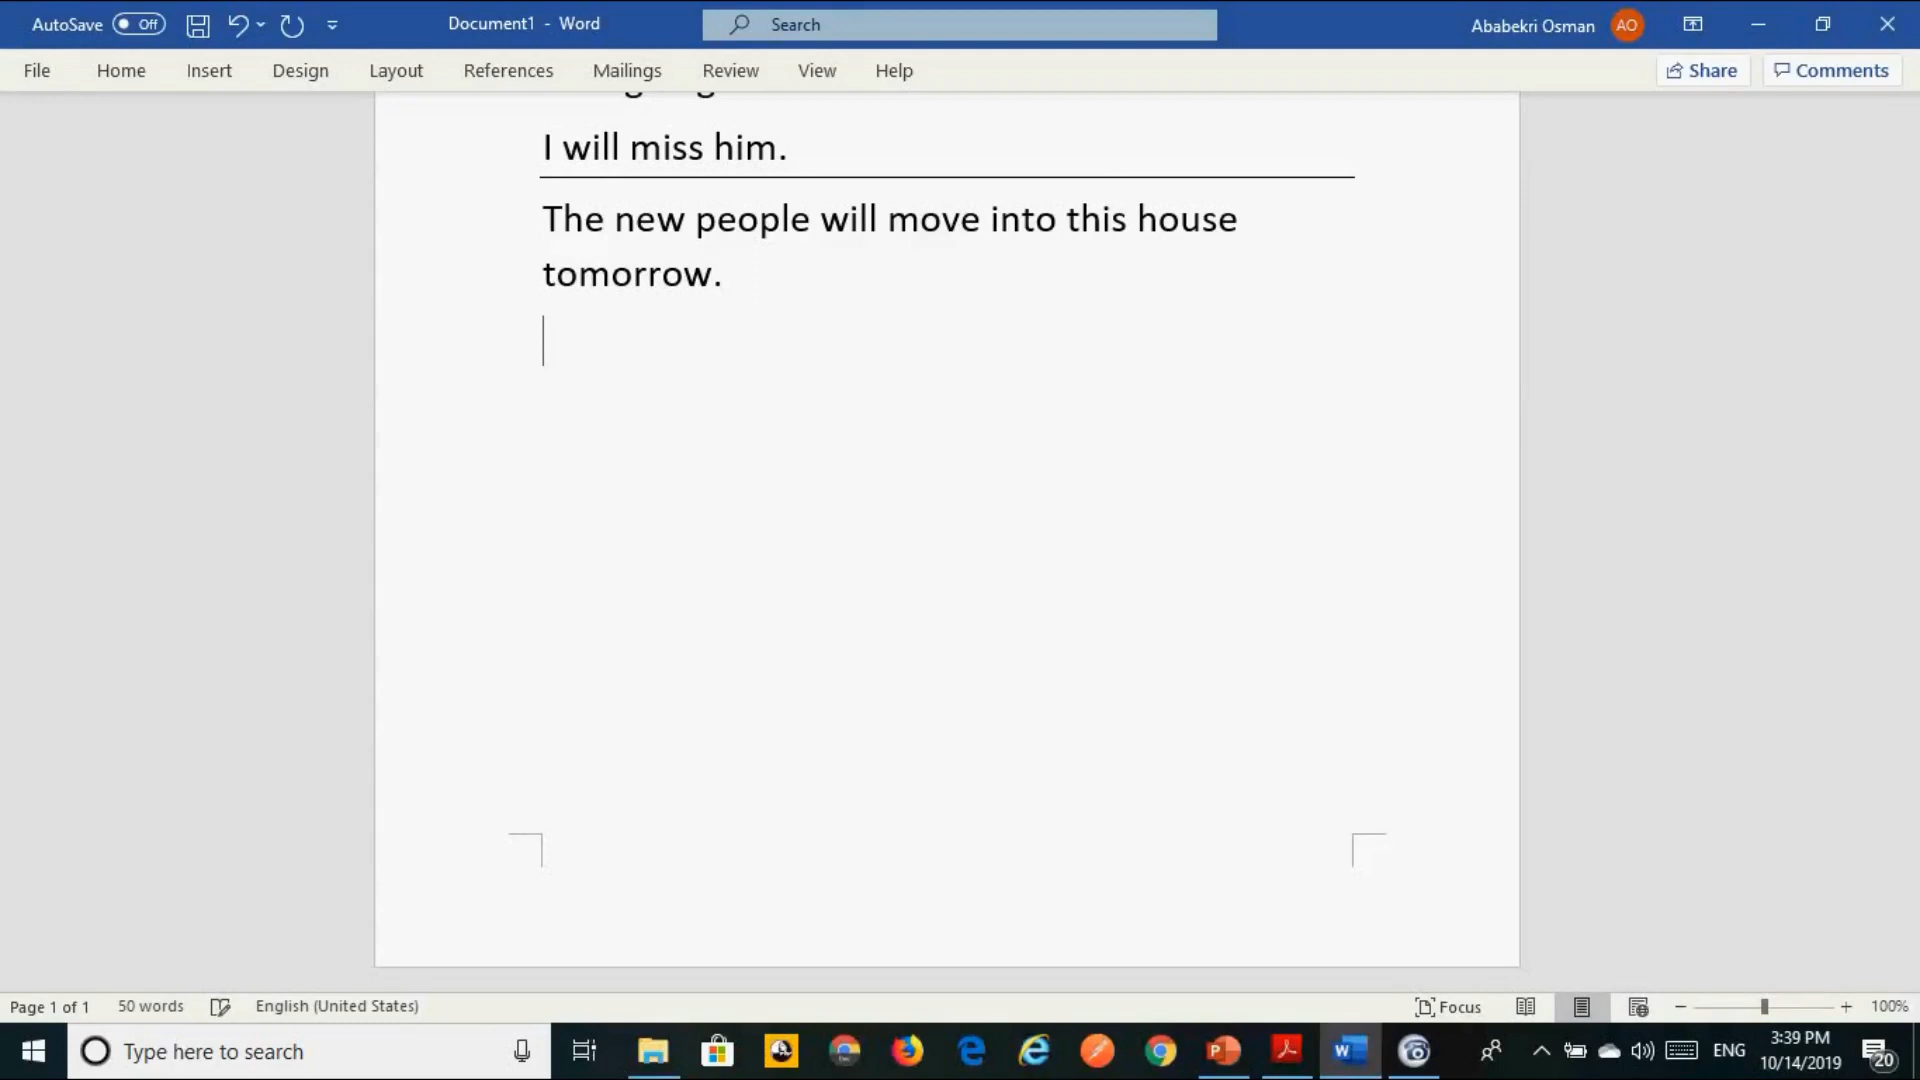 AutoSave Off Document1 - Word Search Ababekri Osman AO
File Home Insert Design Layout References Mailings Review View Help Share Comments
I will miss him.
The new people will move into this house
tomorrow.
Page 1 of 1 50 words English (United States) Focus 100%
Type here to search ENG 3:39 PM
10/14/2019 20